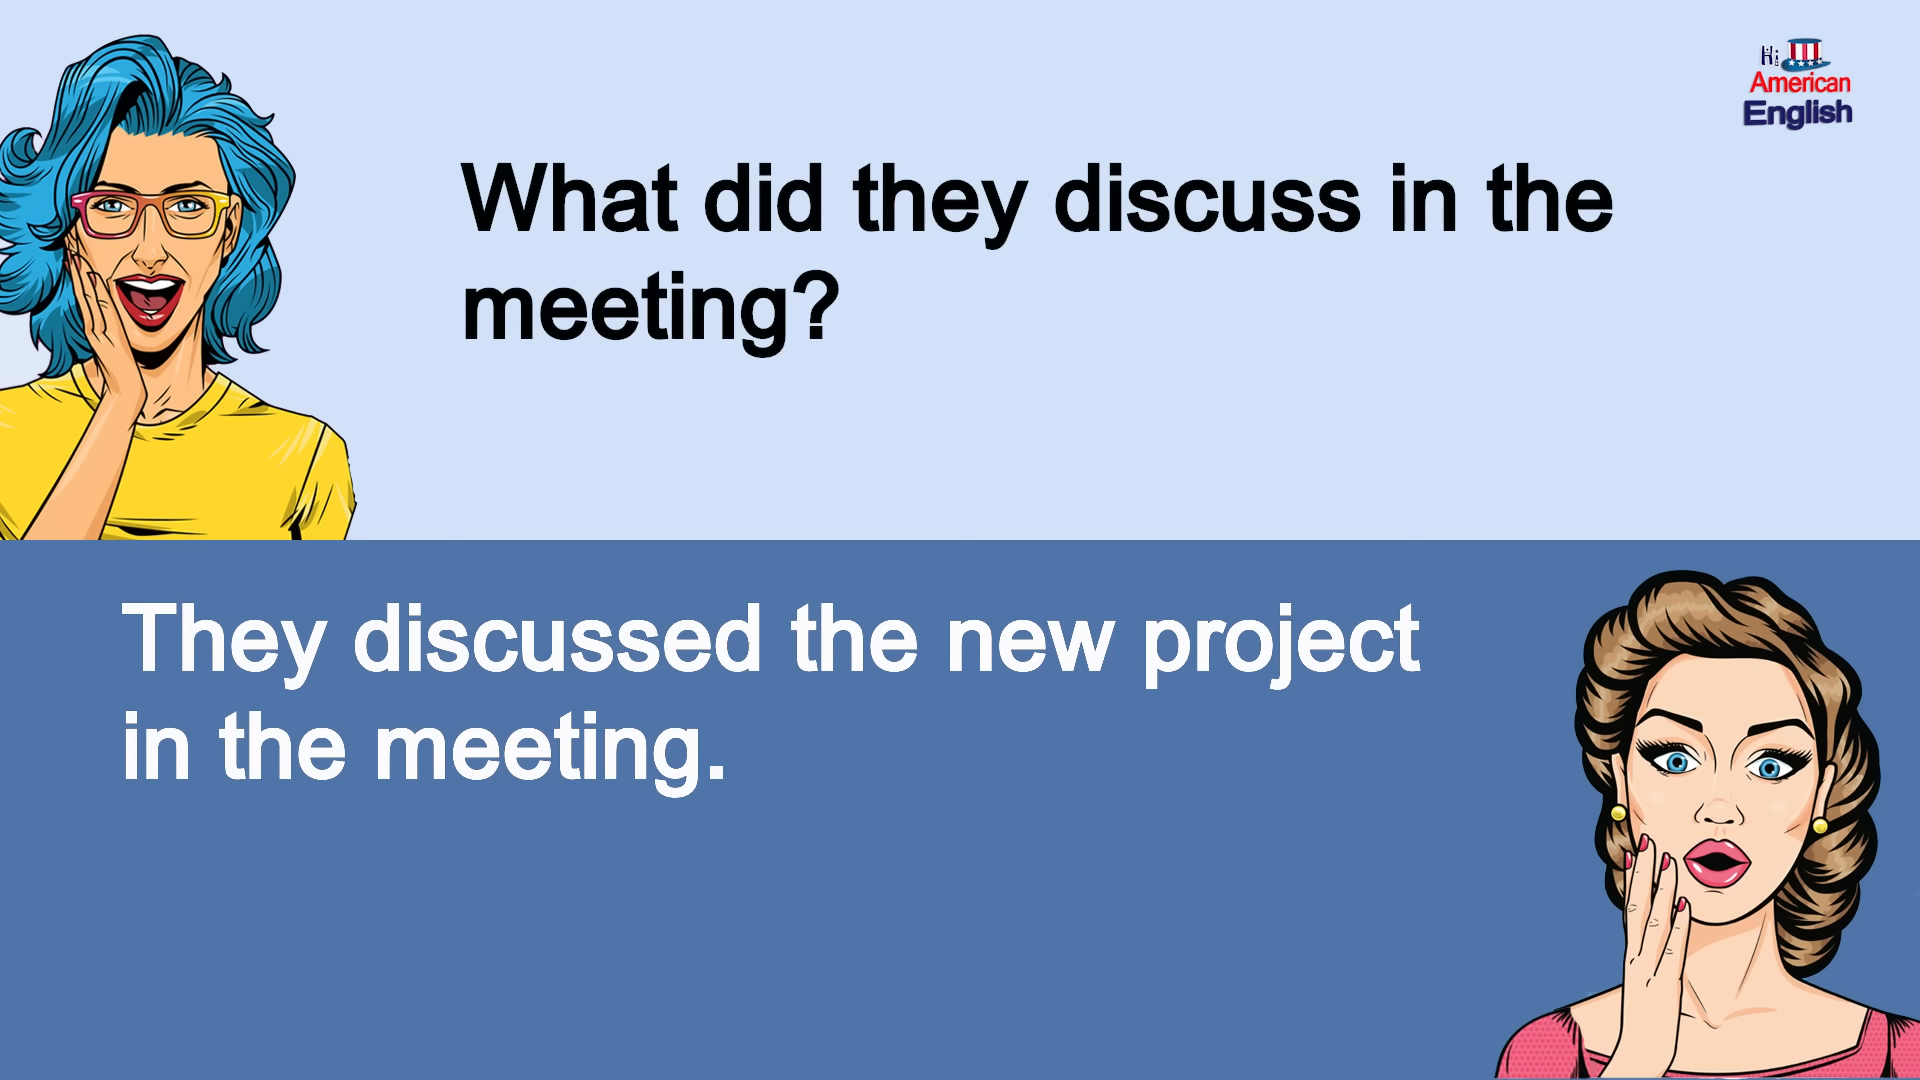 Hi
American
English
What did they discuss in the
meeting?
They discussed the new project
in the meeting.